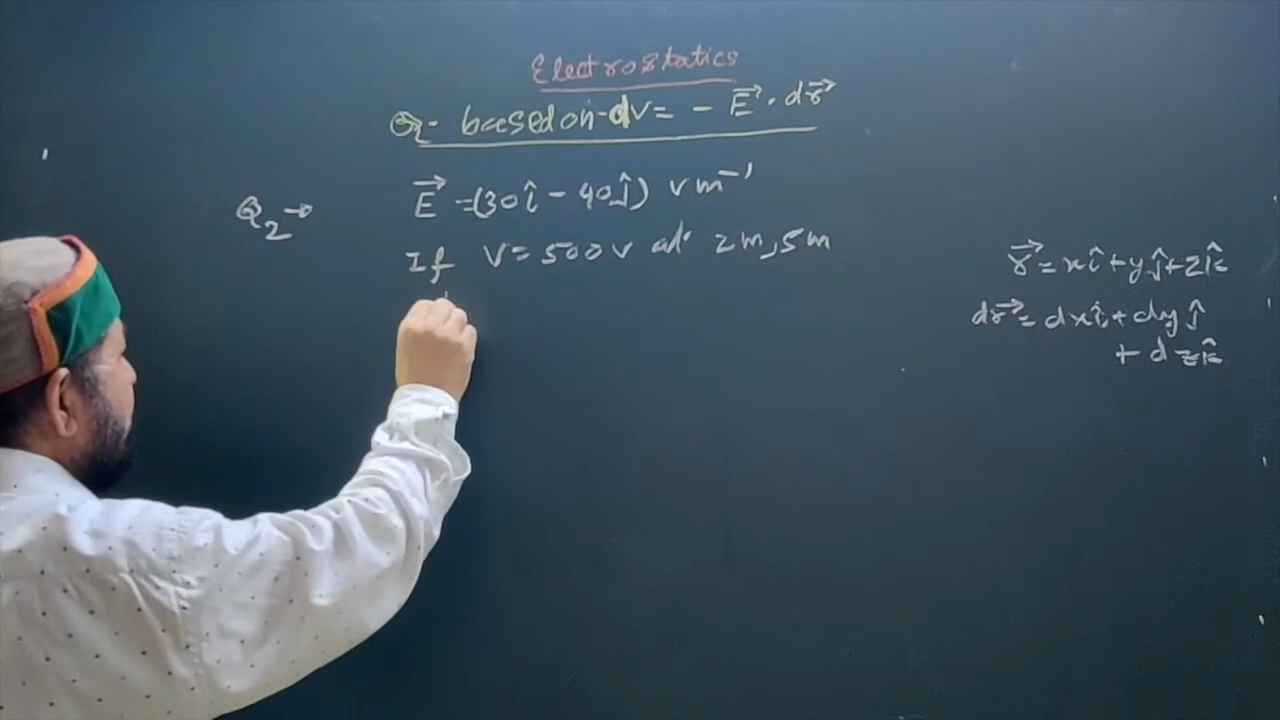 Electrostatics
Q- based on- dV = - E⃗ . dr⃗
Q₂→
E⃗ = (30î - 40ĵ) Vm⁻¹
If V = 500V at 2m, 5m
r⃗ = xî + yĵ + zk̂
dr⃗ = dxî + dyĵ
+ dzk̂